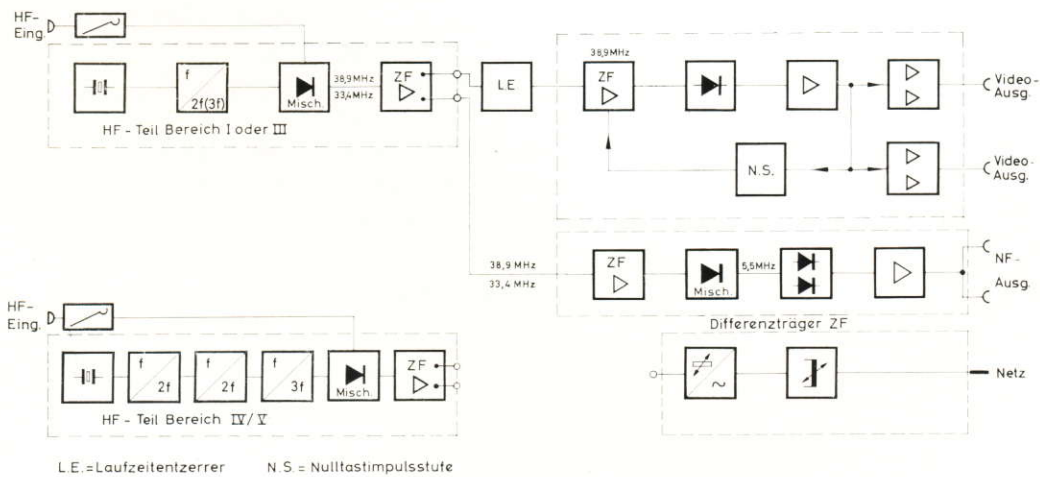 HF-
Eing.
f
2f(3f)
Misch.
38,9MHz
33,4MHz
ZF
HF - Teil Bereich I oder III
LE
38,9MHz
ZF
N.S.
Video-
Ausg.
Video-
Ausg.
38,9 MHz
33,4 MHz
ZF
Misch.
5,5MHz
NF-
Ausg.
Differenzträger ZF
HF-
Eing.
f
2f
f
2f
f
3f
Misch.
ZF
HF - Teil Bereich IV/V
~
Netz
L.E.=Laufzeitentzerrer N.S.= Nulltastimpulsstufe